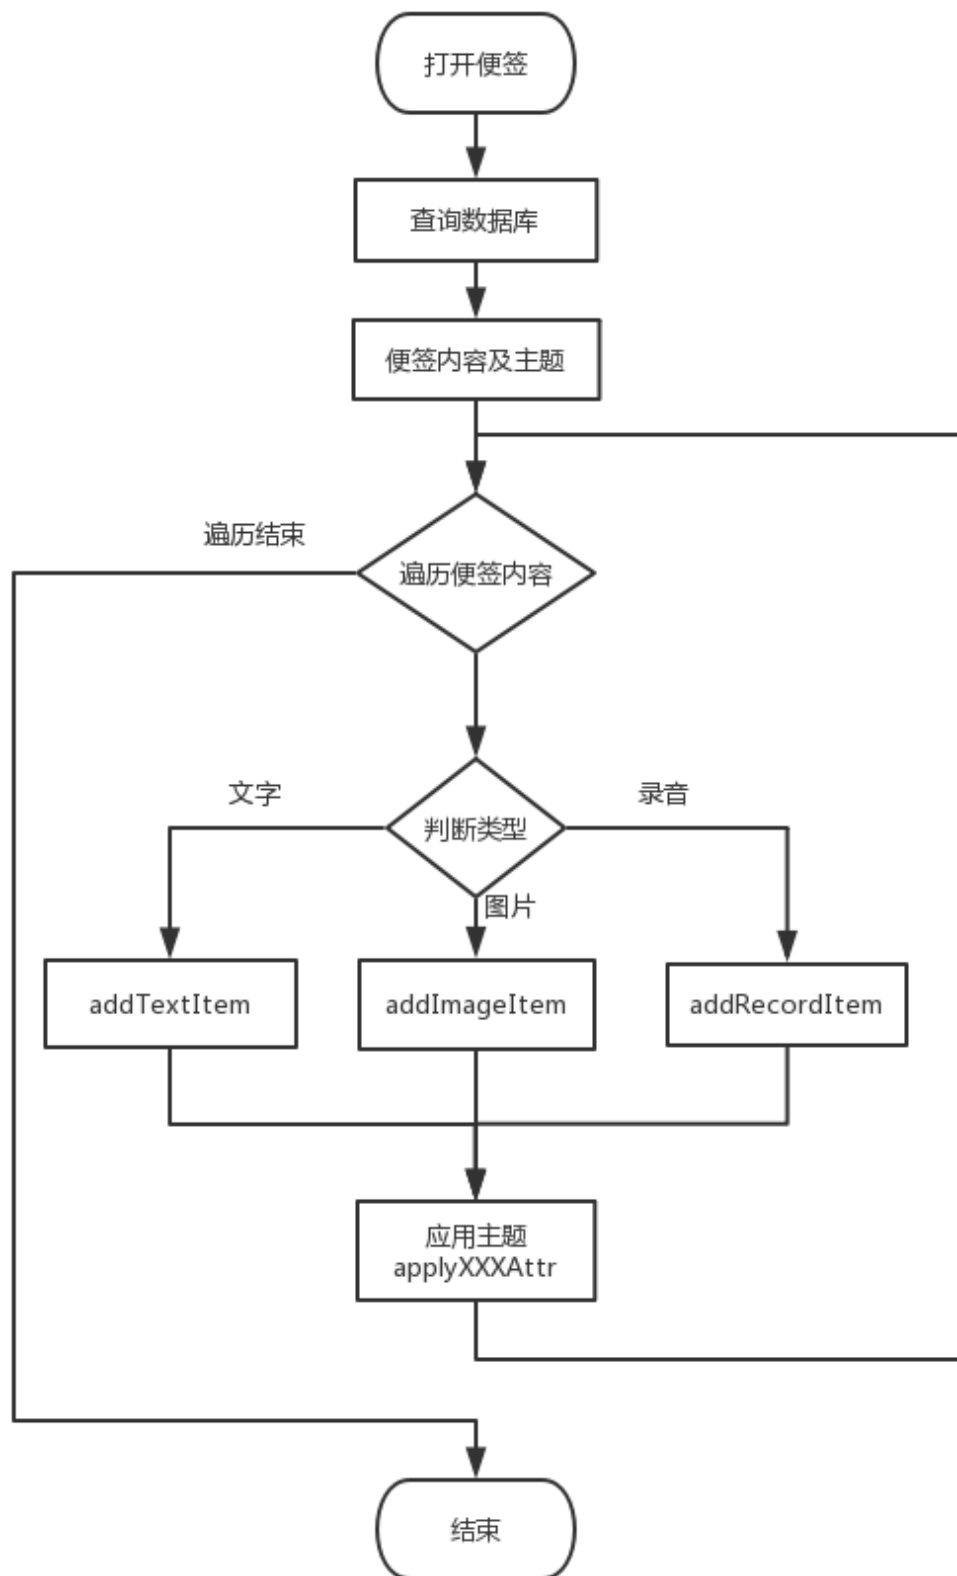 打开便签
查询数据库
便签内容及主题
遍历结束
遍历便签内容
文字
录音
判断类型
图片
addTextItem
addImageItem
addRecordItem
应用主题
applyXXXAttr
结束